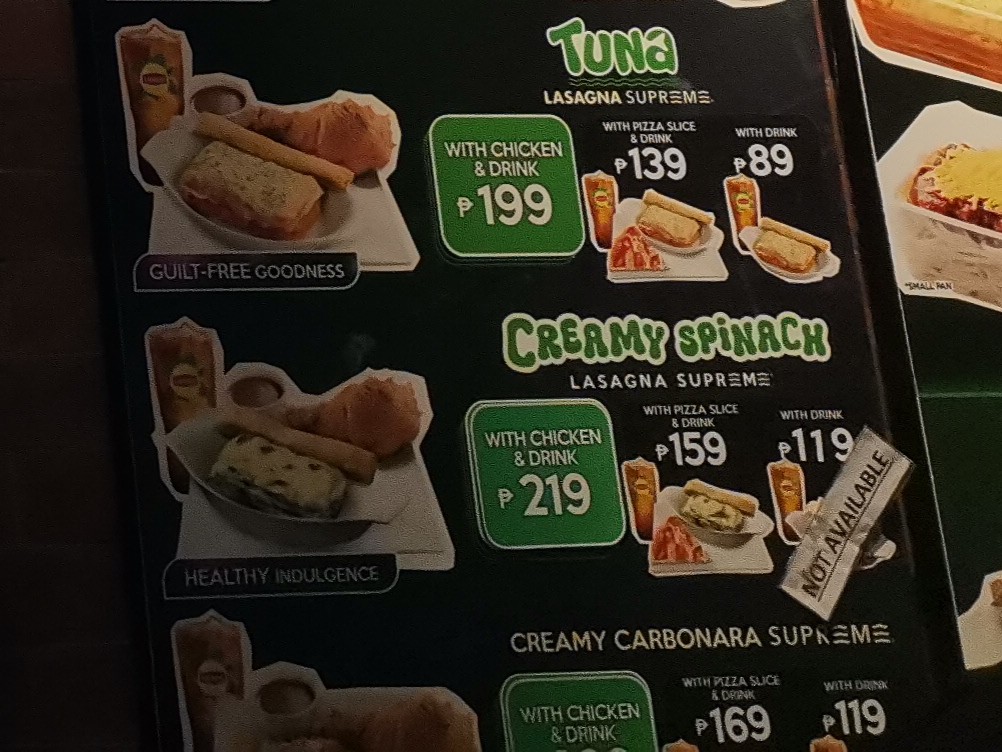 TUNA
LASAGNA SUPREME
WITH CHICKEN
& DRINK
₱199
WITH PIZZA SLICE
& DRINK
₱139
WITH DRINK
₱89
GUILT-FREE GOODNESS
*SMALL PAN
CREAMY SPINACH
LASAGNA SUPREME
WITH CHICKEN
& DRINK
₱219
WITH PIZZA SLICE
& DRINK
₱159
WITH DRINK
₱119
NOT AVAILABLE
HEALTHY INDULGENCE
CREAMY CARBONARA SUPREME
WITH CHICKEN
& DRINK
WITH PIZZA SLICE
& DRINK
₱169
WITH DRINK
₱119